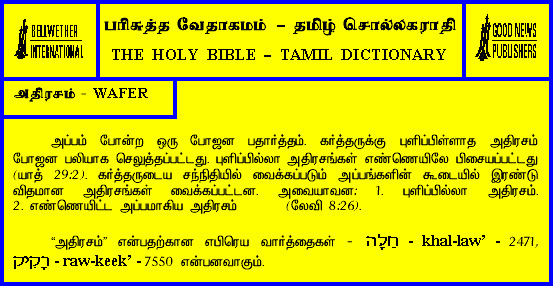 BELLWETHER
INTERNATIONAL
பரிசுத்த வேதாகமம் – தமிழ் சொல்லகராதி
THE HOLY BIBLE – TAMIL DICTIONARY
GOOD NEWS
PUBLISHERS
அதிரசம் - WAFER
அப்பம் போன்ற ஒரு போஜன பதார்த்தம். கர்த்தருக்கு புளிப்பிள்ளாத அதிரசம்
போஜன பலியாக செலுத்தப்பட்டது. புளிப்பில்லா அதிரசங்கள் எண்ணெயிலே பிசையப்பட்டது
(யாத் 29:2). கர்த்தருடைய சந்நிதியில் வைக்கப்படும் அப்பங்களின் கூடையில் இரண்டு
விதமான அதிரசங்கள் வைக்கப்பட்டன. அவையாவன: 1. புளிப்பில்லா அதிரசம்.
2. எண்ணெயிட்ட அப்பமாகிய அதிரசம் (லேவி 8:26).
“அதிரசம்” என்பதற்கான எபிரெய வார்த்தைகள் - חַלָּה - khal-law’ - 2471,
רָקִיק - raw-keek’ - 7550 என்பனவாகும்.